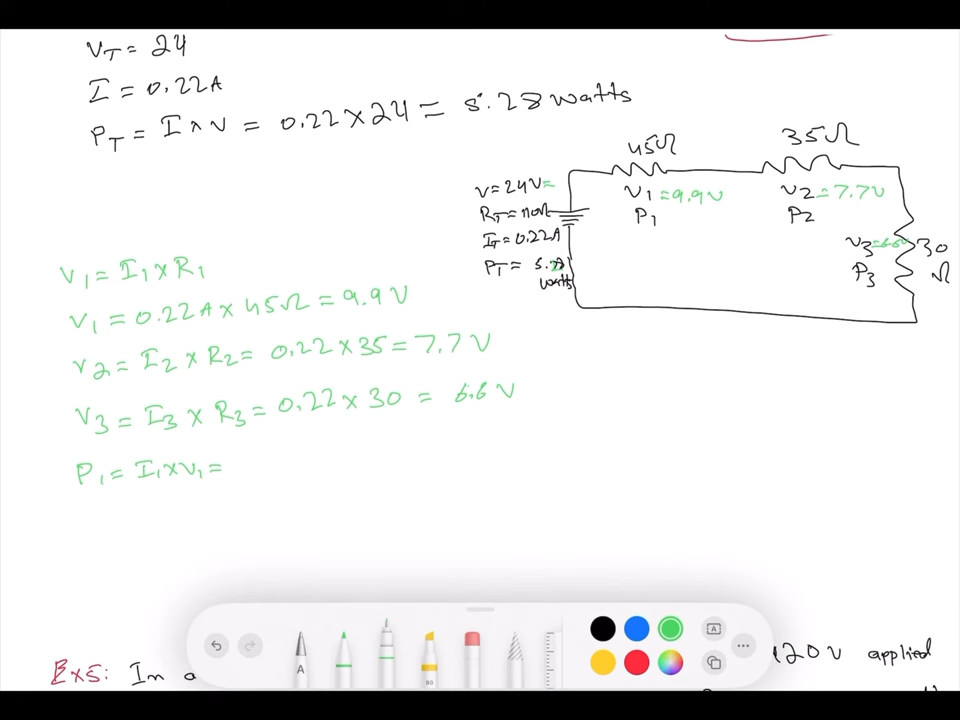 V_T = 24
I = 0.22A
P_T = I x V = 0.22 x 24 = 5.28 watts
45Ω
35Ω
V = 24V =
V1 = 9.9V
V2 = 7.7V
R_T = 110Ω
P1
P2
I_T = 0.22A
V3 = 6.6V
30
Ω
P_T = 5.28
watts
P3
V1 = I1 x R1
V1 = 0.22A x 45Ω = 9.9 V
V2 = I2 x R2 = 0.22 x 35 = 7.7 V
V3 = I3 x R3 = 0.22 x 30 = 6.6 V
P1 = I1 x V1 =
A
80
A
Ex5: In a
120 V applied